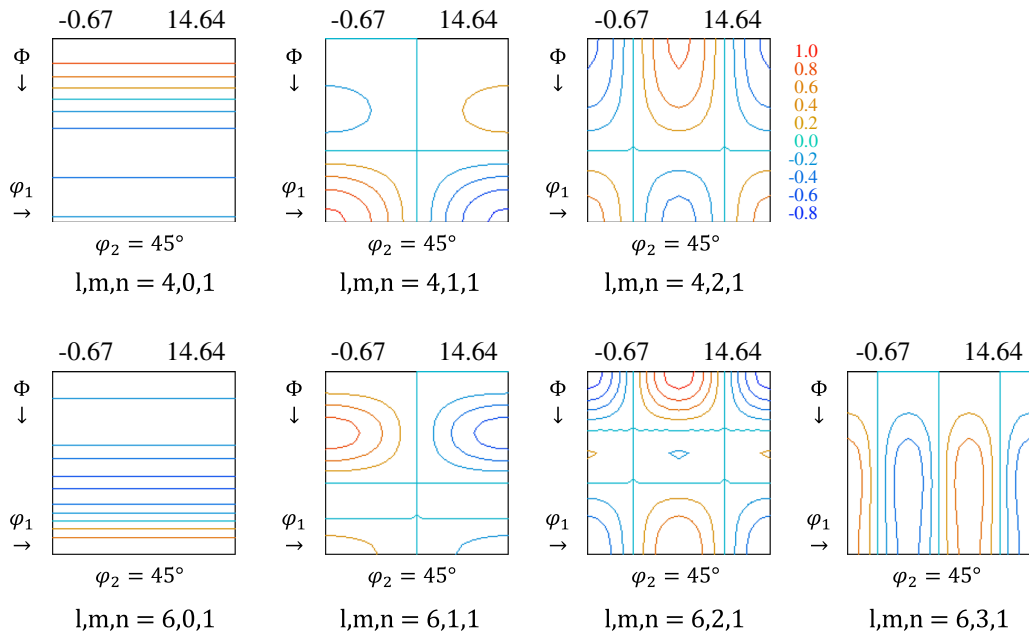 -0.67 14.64
-0.67 14.64
-0.67 14.64
Φ
↓
φ₁
→
φ₂ = 45°
l,m,n = 4,0,1
Φ
↓
φ₁
→
φ₂ = 45°
l,m,n = 4,1,1
Φ
↓
φ₁
→
φ₂ = 45°
l,m,n = 4,2,1
1.0
0.8
0.6
0.4
0.2
0.0
-0.2
-0.4
-0.6
-0.8
-0.67 14.64
-0.67 14.64
-0.67 14.64
-0.67 14.64
Φ
↓
φ₁
→
φ₂ = 45°
l,m,n = 6,0,1
Φ
↓
φ₁
→
φ₂ = 45°
l,m,n = 6,1,1
Φ
↓
φ₁
→
φ₂ = 45°
l,m,n = 6,2,1
Φ
↓
φ₁
→
φ₂ = 45°
l,m,n = 6,3,1